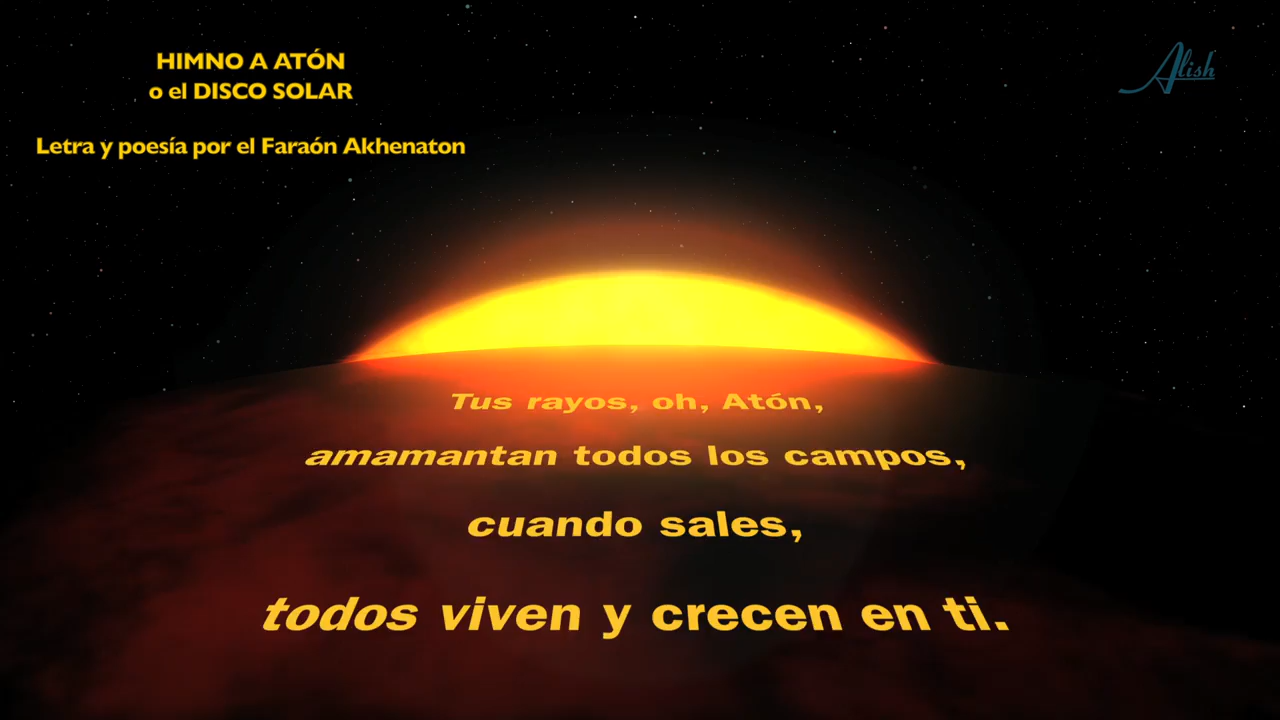 HIMNO A ATÓN
o el DISCO SOLAR
Letra y poesía por el Faraón Akhenaton
Alish
Tus rayos, oh, Atón,
amamantan todos los campos,
cuando sales,
todos viven y crecen en ti.